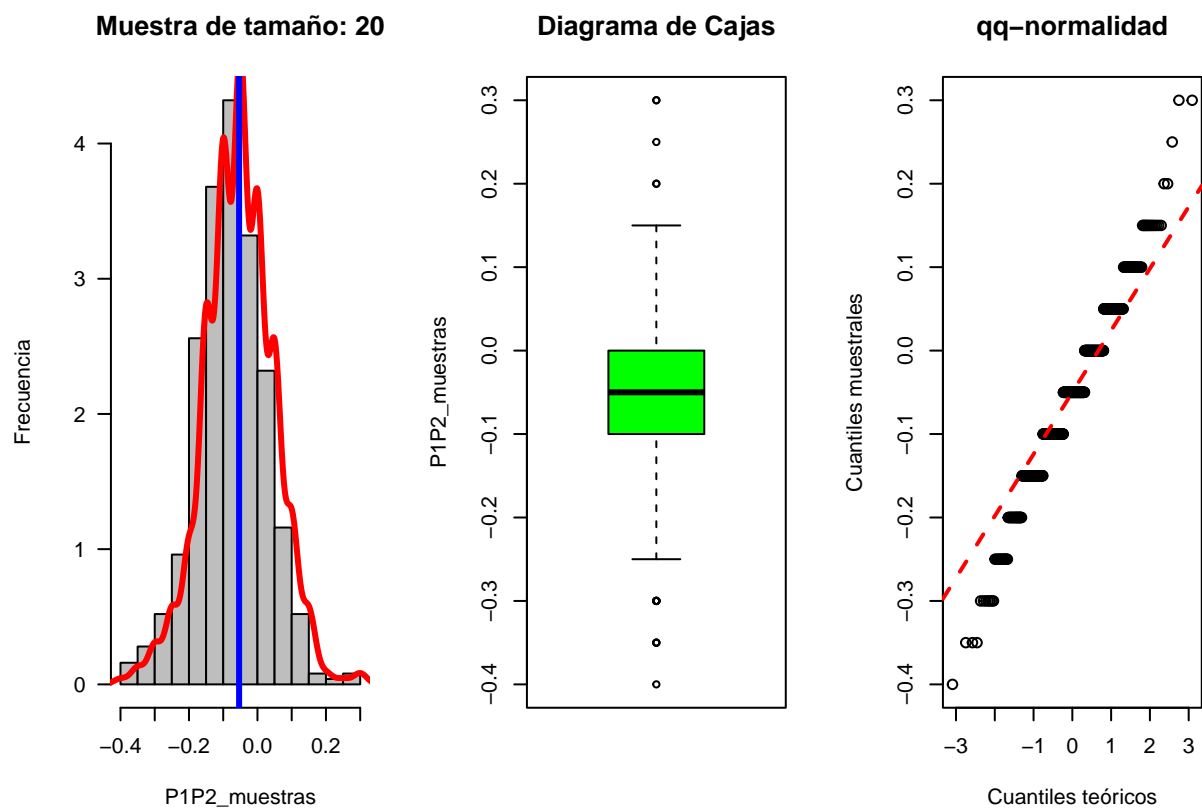 Muestra de tamaño: 20
Frecuencia
4
3
2
1
0
−0.4 −0.2 0.0 0.2
P1P2_muestras
Diagrama de Cajas
P1P2_muestras
0.3
0.2
0.1
0.0
−0.1
−0.2
−0.3
−0.4
qq−normalidad
Cuantiles muestrales
0.3
0.2
0.1
0.0
−0.1
−0.2
−0.3
−0.4
−3 −1 0 1 2 3
Cuantiles teóricos